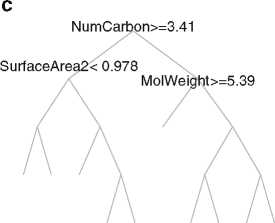 c
NumCarbon>=3.41
SurfaceArea2< 0.978
MolWeight>=5.39